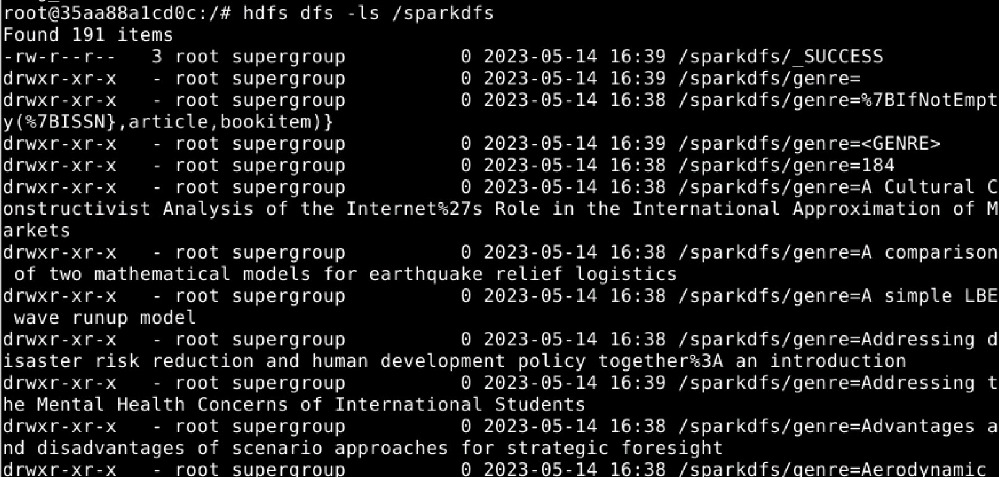 root@35aa88a1cd0c:/# hdfs dfs -ls /sparkdfs
Found 191 items
-rw-r--r--   3 root supergroup          0 2023-05-14 16:39 /sparkdfs/_SUCCESS
drwxr-xr-x   - root supergroup          0 2023-05-14 16:39 /sparkdfs/genre=
drwxr-xr-x   - root supergroup          0 2023-05-14 16:38 /sparkdfs/genre=%7BIfNotEmpt
y(%7BISSN},article,bookitem)}
drwxr-xr-x   - root supergroup          0 2023-05-14 16:39 /sparkdfs/genre=<GENRE>
drwxr-xr-x   - root supergroup          0 2023-05-14 16:38 /sparkdfs/genre=184
drwxr-xr-x   - root supergroup          0 2023-05-14 16:38 /sparkdfs/genre=A Cultural C
onstructivist Analysis of the Internet%27s Role in the International Approximation of M
arkets
drwxr-xr-x   - root supergroup          0 2023-05-14 16:38 /sparkdfs/genre=A comparison
 of two mathematical models for earthquake relief logistics
drwxr-xr-x   - root supergroup          0 2023-05-14 16:38 /sparkdfs/genre=A simple LBE
 wave runup model
drwxr-xr-x   - root supergroup          0 2023-05-14 16:38 /sparkdfs/genre=Addressing d
isaster risk reduction and human development policy together%3A an introduction
drwxr-xr-x   - root supergroup          0 2023-05-14 16:39 /sparkdfs/genre=Addressing t
he Mental Health Concerns of International Students
drwxr-xr-x   - root supergroup          0 2023-05-14 16:38 /sparkdfs/genre=Advantages a
nd disadvantages of scenario approaches for strategic foresight
drwxr-xr-x   - root supergroup          0 2023-05-14 16:38 /sparkdfs/genre=Aerodynamic